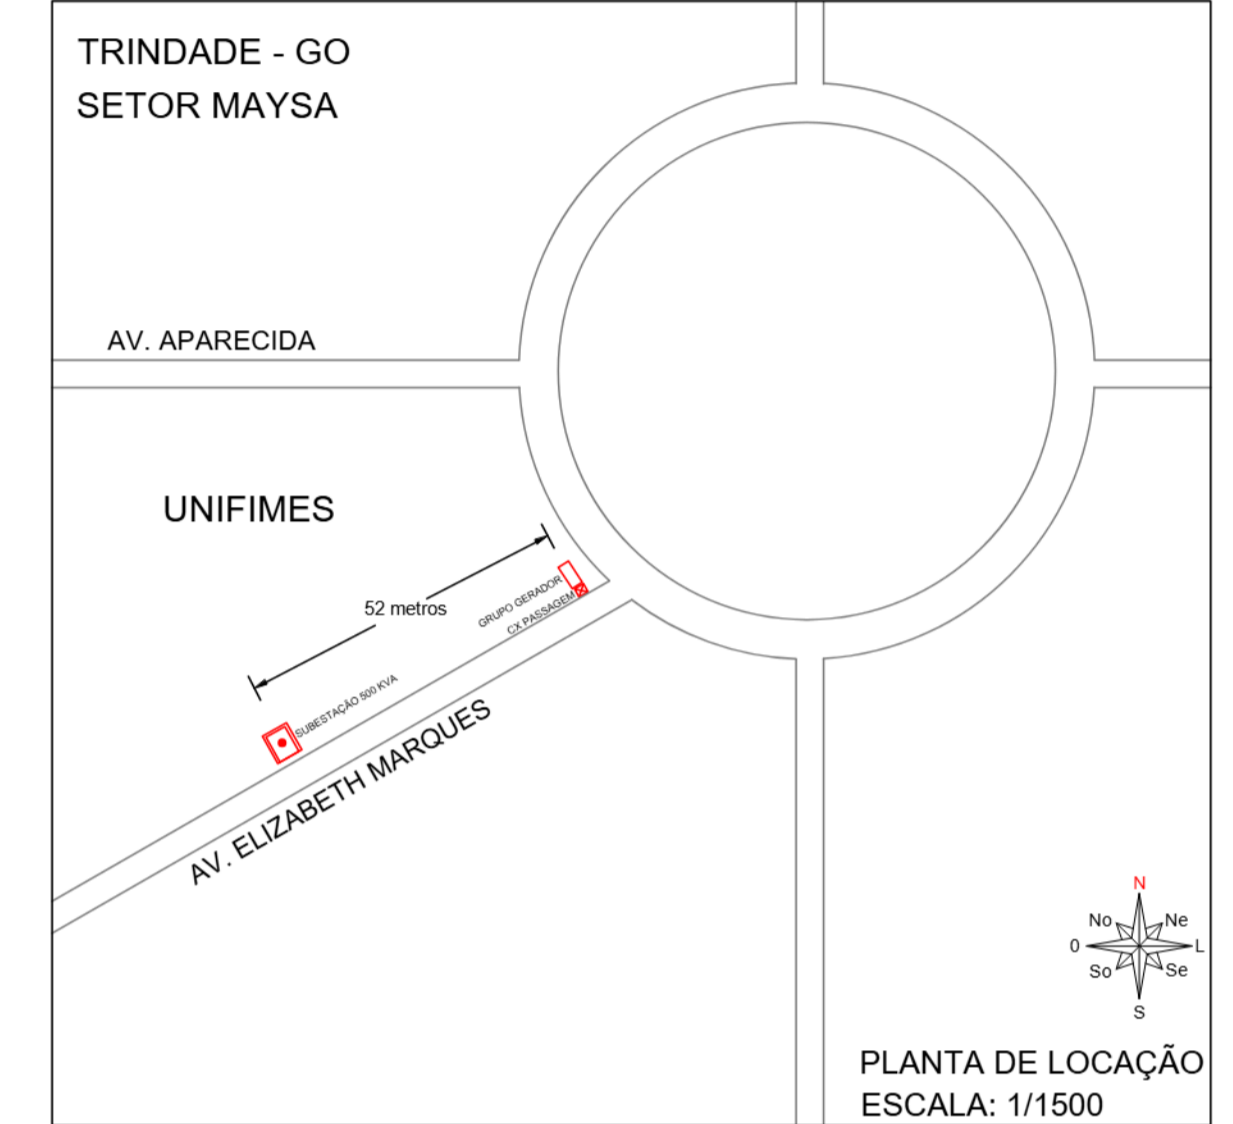 TRINDADE - GO
SETOR MAYSA
AV. APARECIDA
UNIFIMES
52 metros
GRUPO GERADOR
CX PASSAGEM
SUBESTAÇÃO 500 KVA
AV. ELIZABETH MARQUES
N
No
Ne
0
L
So
Se
S
PLANTA DE LOCAÇÃO
ESCALA: 1/1500